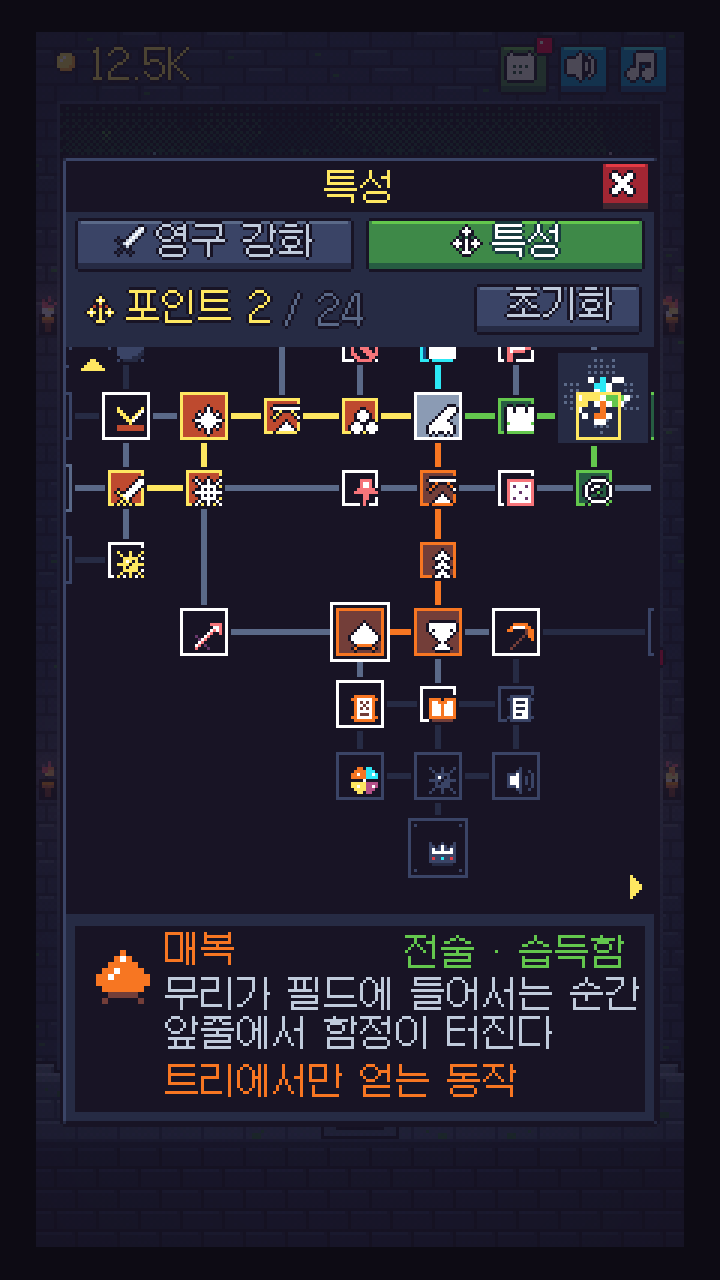 12.5K
특성
영구 강화
특성
포인트 2 / 24
초기화
매복
전술 · 습득함
무리가 필드에 들어서는 순간
앞줄에서 함정이 터진다
트리에서만 얻는 동작